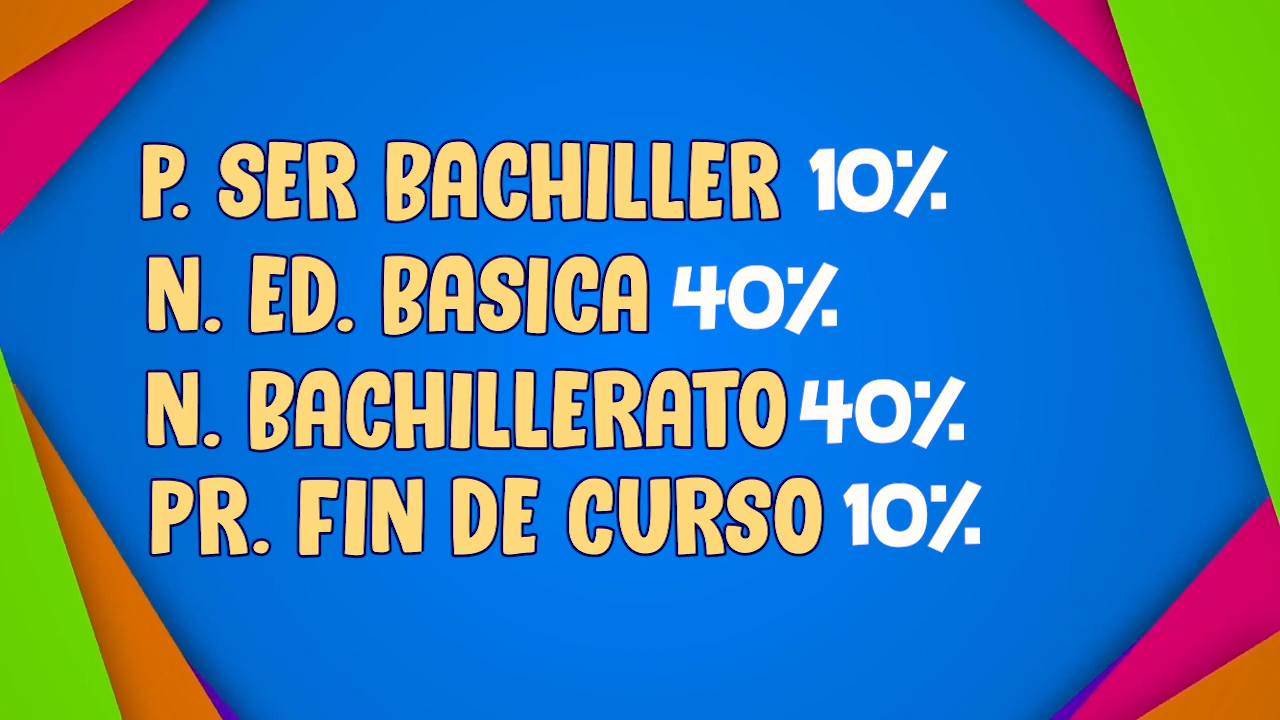 P. SER BACHILLER 10%
N. ED. BASICA 40%
N. BACHILLERATO 40%
PR. FIN DE CURSO 10%